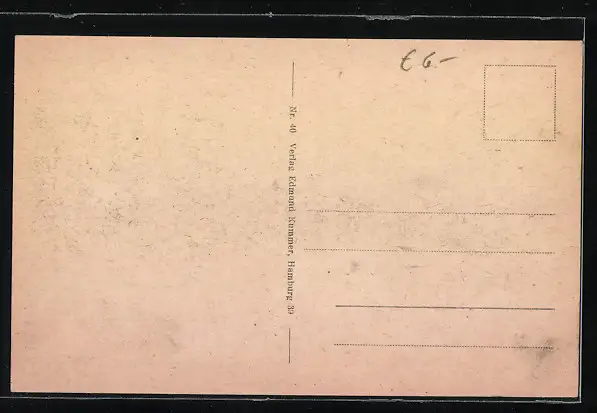 € 6.-
Nr. 40 Verlag Edmund Kummer, Hamburg 39